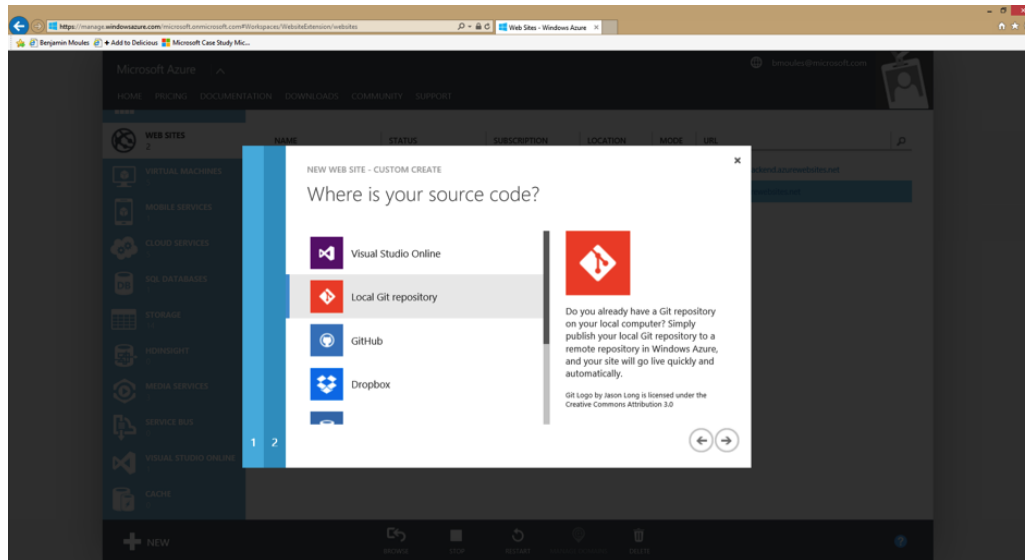 https://manage.windowsazure.com/microsoft.onmicrosoft.com#Workspaces/WebsiteExtension/websites
Web Sites - Windows Azure
Benjamin Moules
Add to Delicious
Microsoft Case Study Mic...
Microsoft Azure
bmoules@microsoft.com
HOME PRICING DOCUMENTATION DOWNLOADS COMMUNITY SUPPORT
WEB SITES
2
NAME STATUS SUBSCRIPTION LOCATION MODE URL
VIRTUAL MACHINES
MOBILE SERVICES
CLOUD SERVICES
SQL DATABASES
STORAGE
HDINSIGHT
MEDIA SERVICES
SERVICE BUS
VISUAL STUDIO ONLINE
CACHE
NEW WEB SITE - CUSTOM CREATE
Where is your source code?
Visual Studio Online
Local Git repository
GitHub
Dropbox
Do you already have a Git repository
on your local computer? Simply
publish your local Git repository to a
remote repository in Windows Azure,
and your site will go live quickly and
automatically.
Git Logo by Jason Long is licensed under the
Creative Commons Attribution 3.0
1 2
NEW
BROWSE STOP RESTART DELETE